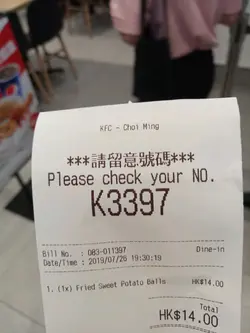 KFC - Choi Ming
***請留意號碼***
Please check your NO.
K3397
Bill No. : 083-011397 Dine-in
Date/Time : 2019/07/26 19:30:19
1. (1x) Fried Sweet Potato Balls HK$14.00
Total
HK$14.00